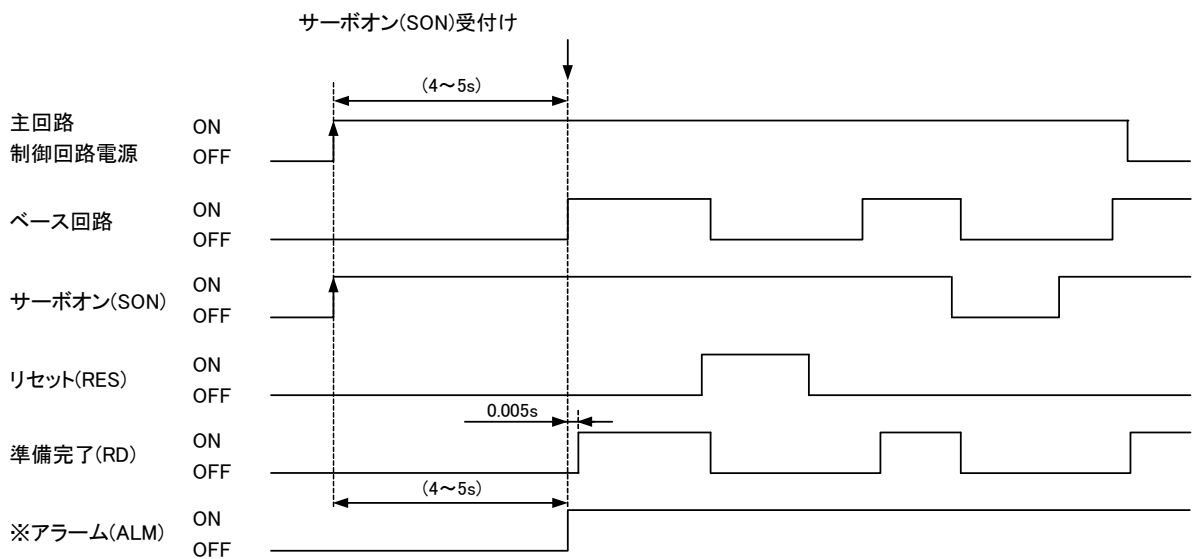 サーボオン(SON)受付け
(4～5s)
主回路
制御回路電源
ON
OFF
ベース回路
ON
OFF
サーボオン(SON)
ON
OFF
リセット(RES)
ON
OFF
0.005s
準備完了(RD)
ON
OFF
(4～5s)
※アラーム(ALM)
ON
OFF